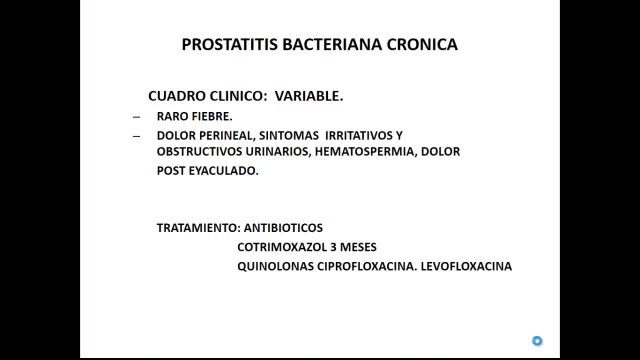 PROSTATITIS BACTERIANA CRONICA
CUADRO CLINICO: VARIABLE.
– RARO FIEBRE.
– DOLOR PERINEAL, SINTOMAS IRRITATIVOS Y
OBSTRUCTIVOS URINARIOS, HEMATOSPERMIA, DOLOR
POST EYACULADO.
TRATAMIENTO: ANTIBIOTICOS
COTRIMOXAZOL 3 MESES
QUINOLONAS CIPROFLOXACINA. LEVOFLOXACINA